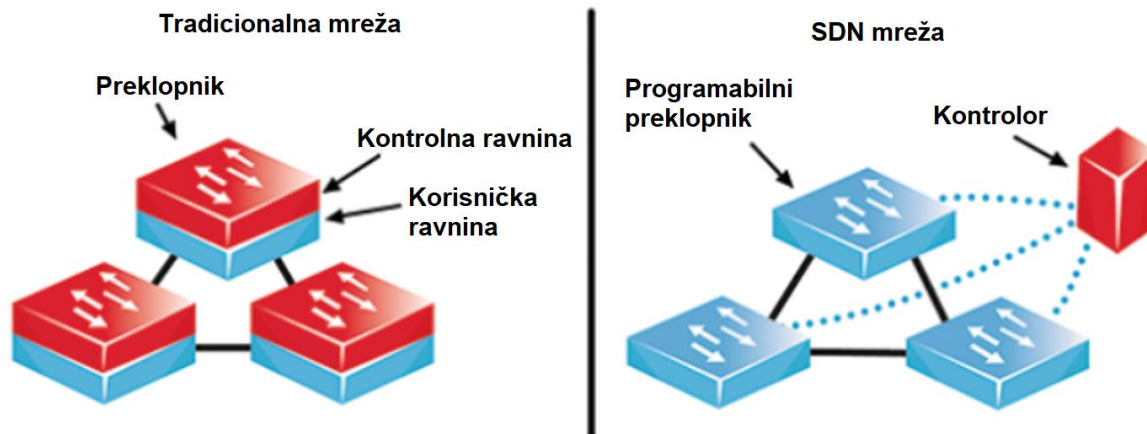 Tradicionalna mreža
Preklopnik
Kontrolna ravnina
Korisnička
ravnina
SDN mreža
Programabilni
preklopnik
Kontrolor